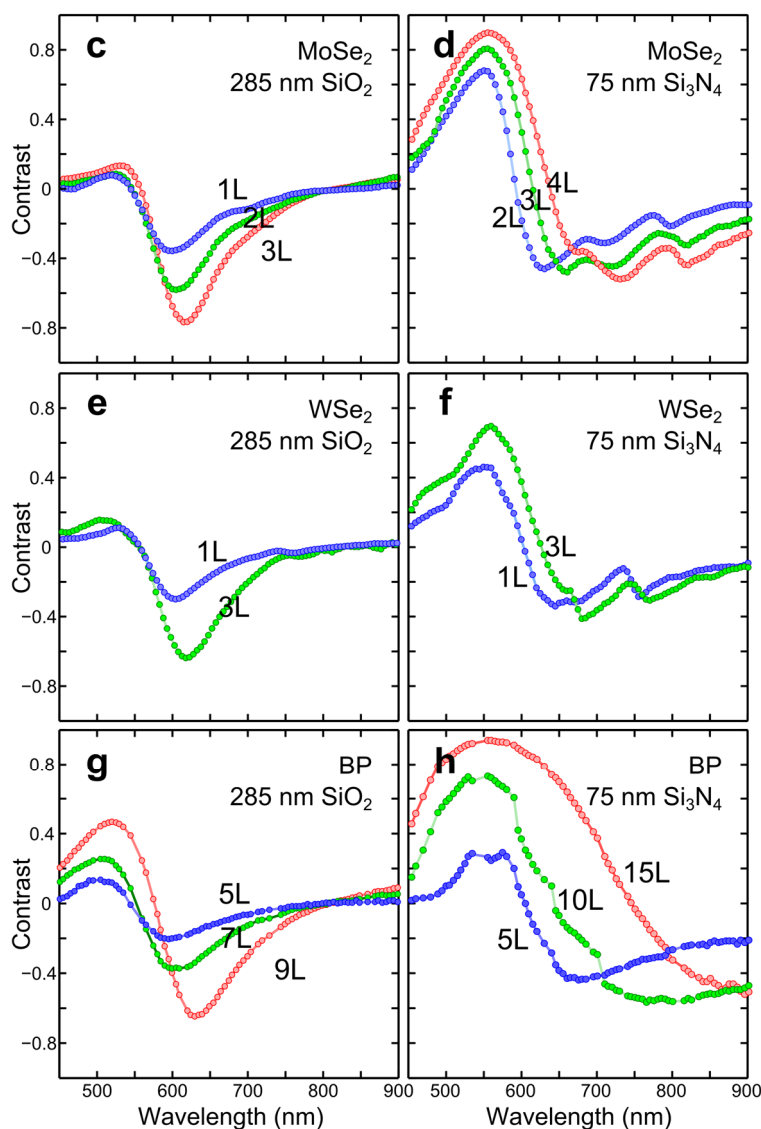 c
MoSe2
285 nm SiO2
0.8
0.4
0
−0.4
−0.8
Contrast
1L
2L
3L
d
MoSe2
75 nm Si3N4
4L
3L
2L
e
WSe2
285 nm SiO2
0.8
0.4
0
−0.4
−0.8
Contrast
1L
3L
f
WSe2
75 nm Si3N4
3L
1L
g
BP
285 nm SiO2
0.8
0.4
0
−0.4
−0.8
Contrast
5L
7L
9L
h
BP
75 nm Si3N4
15L
10L
5L
500 600 700 800 900
500 600 700 800 900
Wavelength (nm)
Wavelength (nm)